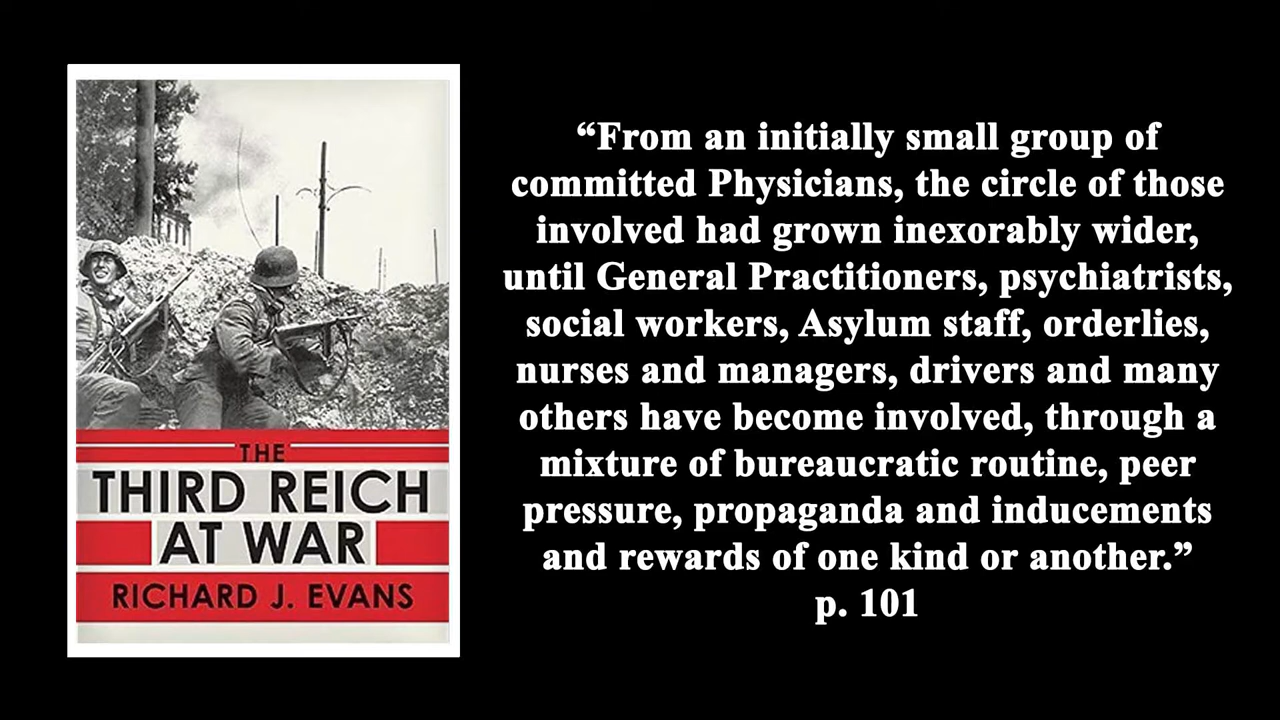 THE
THIRD REICH
AT WAR
RICHARD J. EVANS
“From an initially small group of
committed Physicians, the circle of those
involved had grown inexorably wider,
until General Practitioners, psychiatrists,
social workers, Asylum staff, orderlies,
nurses and managers, drivers and many
others have become involved, through a
mixture of bureaucratic routine, peer
pressure, propaganda and inducements
and rewards of one kind or another.”
p. 101